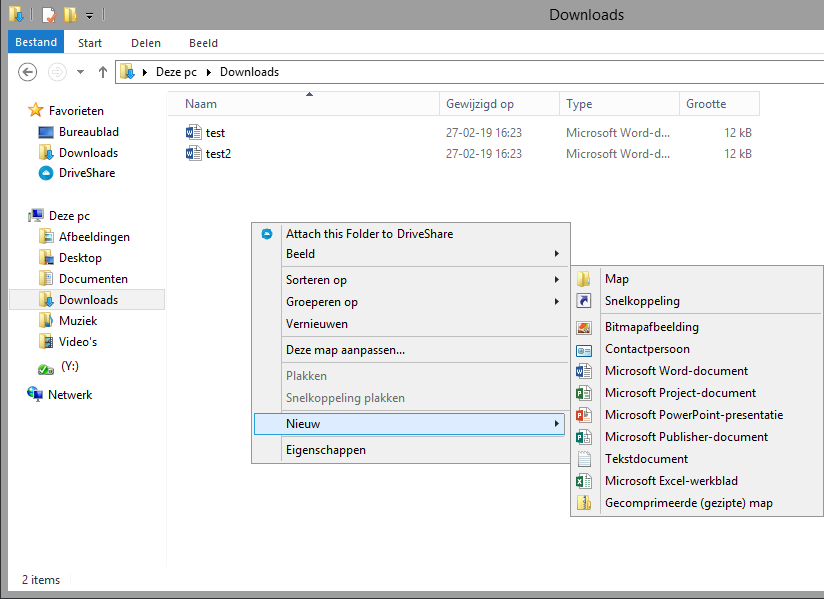 Downloads
Bestand Start Delen Beeld
Deze pc Downloads
Naam Gewijzigd op Type Grootte
Favorieten
Bureaublad
Downloads
DriveShare
Deze pc
Afbeeldingen
Desktop
Documenten
Downloads
Muziek
Video's
(Y:)
Netwerk
test 27-02-19 16:23 Microsoft Word-d... 12 kB
test2 27-02-19 16:23 Microsoft Word-d... 12 kB
Attach this Folder to DriveShare
Beeld
Sorteren op
Groeperen op
Vernieuwen
Deze map aanpassen...
Plakken
Snelkoppeling plakken
Nieuw
Eigenschappen
Map
Snelkoppeling
Bitmapafbeelding
Contactpersoon
Microsoft Word-document
Microsoft Project-document
Microsoft PowerPoint-presentatie
Microsoft Publisher-document
Tekstdocument
Microsoft Excel-werkblad
Gecomprimeerde (gezipte) map
2 items